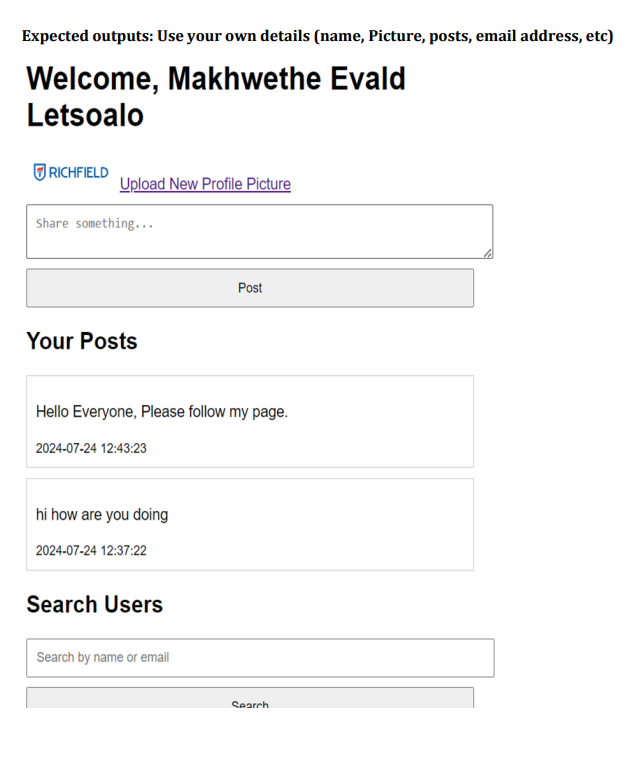 Expected outputs: Use your own details (name, Picture, posts, email address, etc)
Welcome, Makhwethe Evald
Letsoalo
RICHFIELD
Upload New Profile Picture
Share something...
Post
Your Posts
Hello Everyone, Please follow my page.
2024-07-24 12:43:23
hi how are you doing
2024-07-24 12:37:22
Search Users
Search by name or email
Search